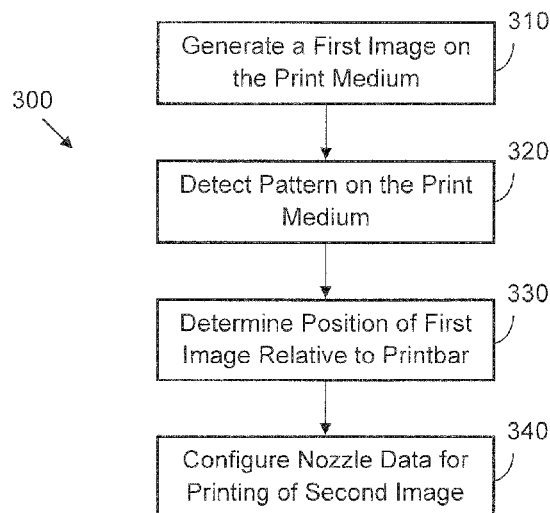 310
Generate a First Image on
the Print Medium
300
320
Detect Pattern on the Print
Medium
330
Determine Position of First
Image Relative to Printbar
340
Configure Nozzle Data for
Printing of Second Image